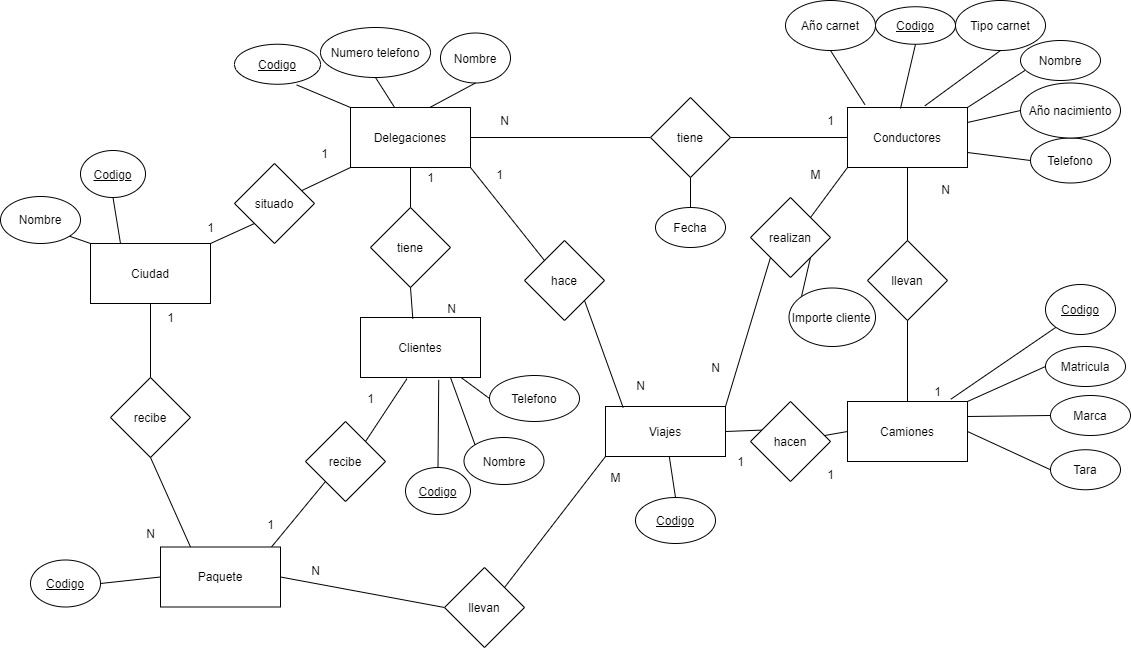 Año carnet
Codigo
Tipo carnet
Numero telefono
Codigo
Nombre
Nombre
Año nacimiento
Telefono
Delegaciones
N
tiene
1
Conductores
Fecha
1
situado
1
Codigo
Nombre
Ciudad
1
1
tiene
N
1
hace
N
M
realizan
N
Importe cliente
N
llevan
1
Clientes
Telefono
Nombre
Codigo
1
recibe
1
recibe
N
Viajes
Codigo
1
hacen
1
Camiones
Codigo
Matricula
Marca
Tara
M
llevan
N
Paquete
Codigo